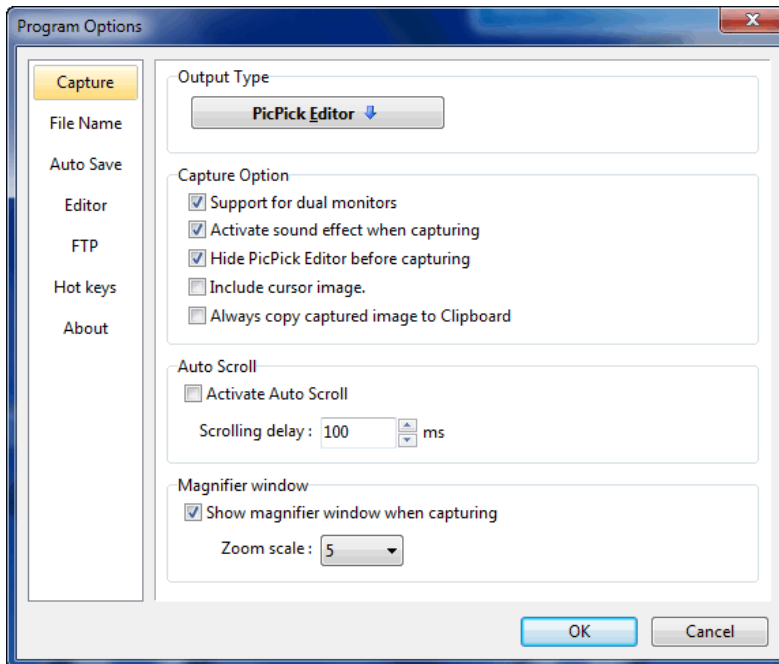 Program Options
Capture
File Name
Auto Save
Editor
FTP
Hot keys
About
Output Type
PicPick Editor
Capture Option
Support for dual monitors
Activate sound effect when capturing
Hide PicPick Editor before capturing
Include cursor image.
Always copy captured image to Clipboard
Auto Scroll
Activate Auto Scroll
Scrolling delay : 100 ms
Magnifier window
Show magnifier window when capturing
Zoom scale : 5
OK Cancel